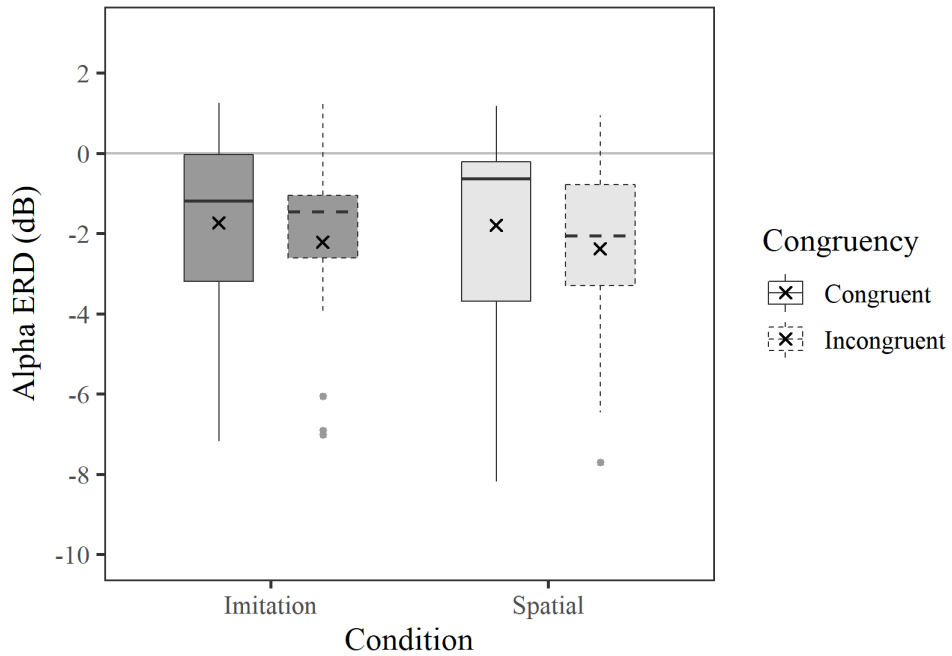 Alpha ERD (dB)
2
0
-2
-4
-6
-8
-10
Imitation
Spatial
Condition
Congruency
Congruent
Incongruent